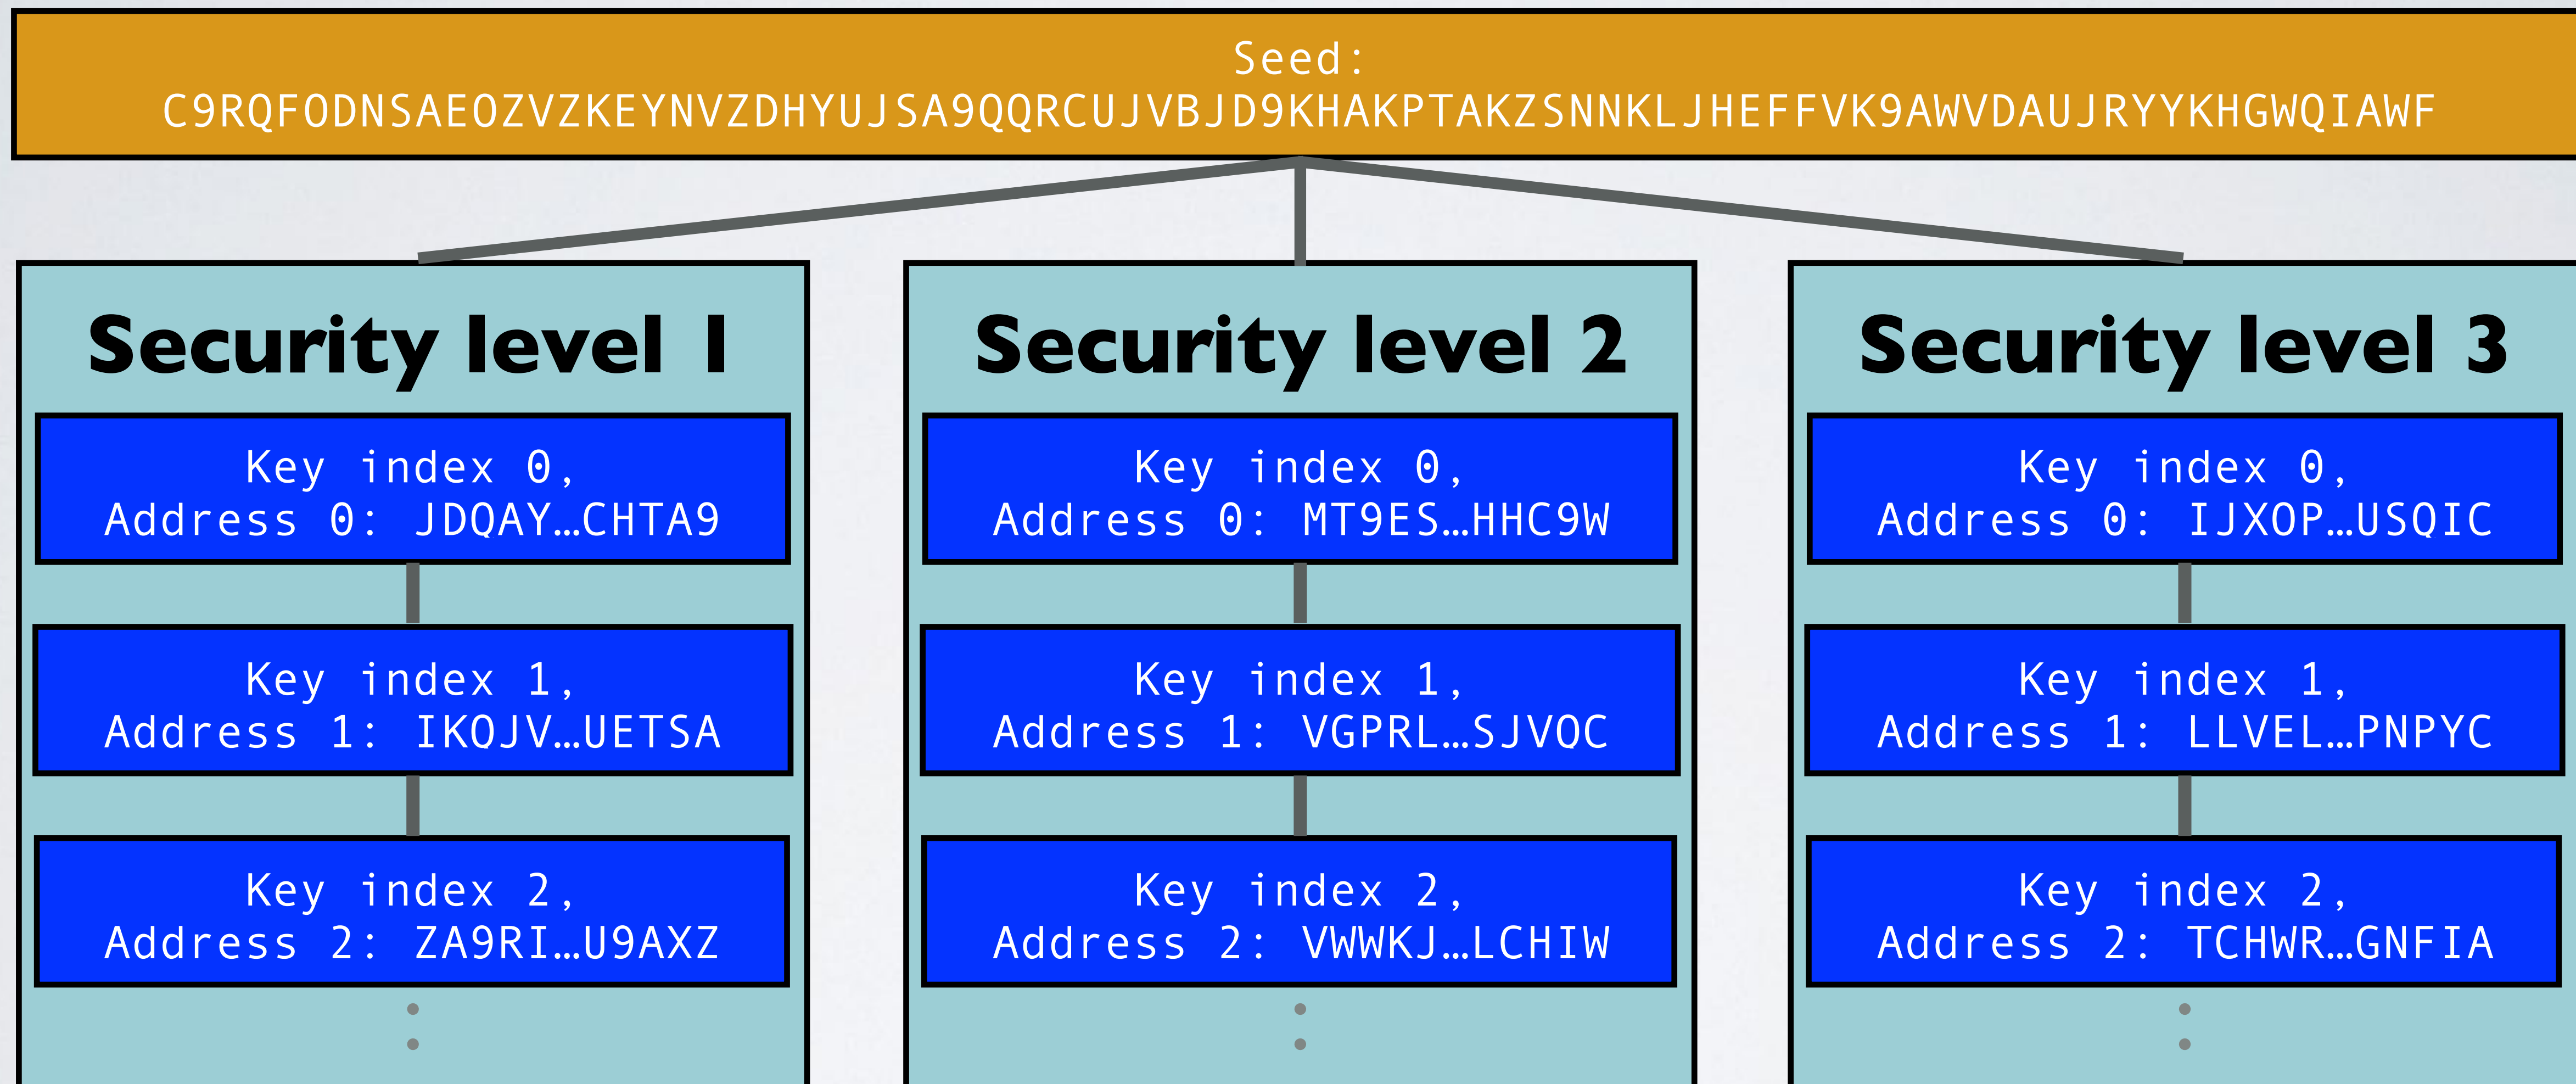 Seed:
C9RQFODNSAEOZVZKEYNVZDHYUJSA9QQRCUJVBJD9KHAKPTAKZSNNKLJHEFFVK9AWVDAUJRYYKHGWQIAWF
Security level 1
Key index 0,
Address 0: JDQAY…CHTA9
Key index 1,
Address 1: IKQJV…UETSA
Key index 2,
Address 2: ZA9RI…U9AXZ
Security level 2
Key index 0,
Address 0: MT9ES…HHC9W
Key index 1,
Address 1: VGPRL…SJVQC
Key index 2,
Address 2: VWWKJ…LCHIW
Security level 3
Key index 0,
Address 0: IJXOP…USQIC
Key index 1,
Address 1: LLVEL…PNPYC
Key index 2,
Address 2: TCHWR…GNFIA